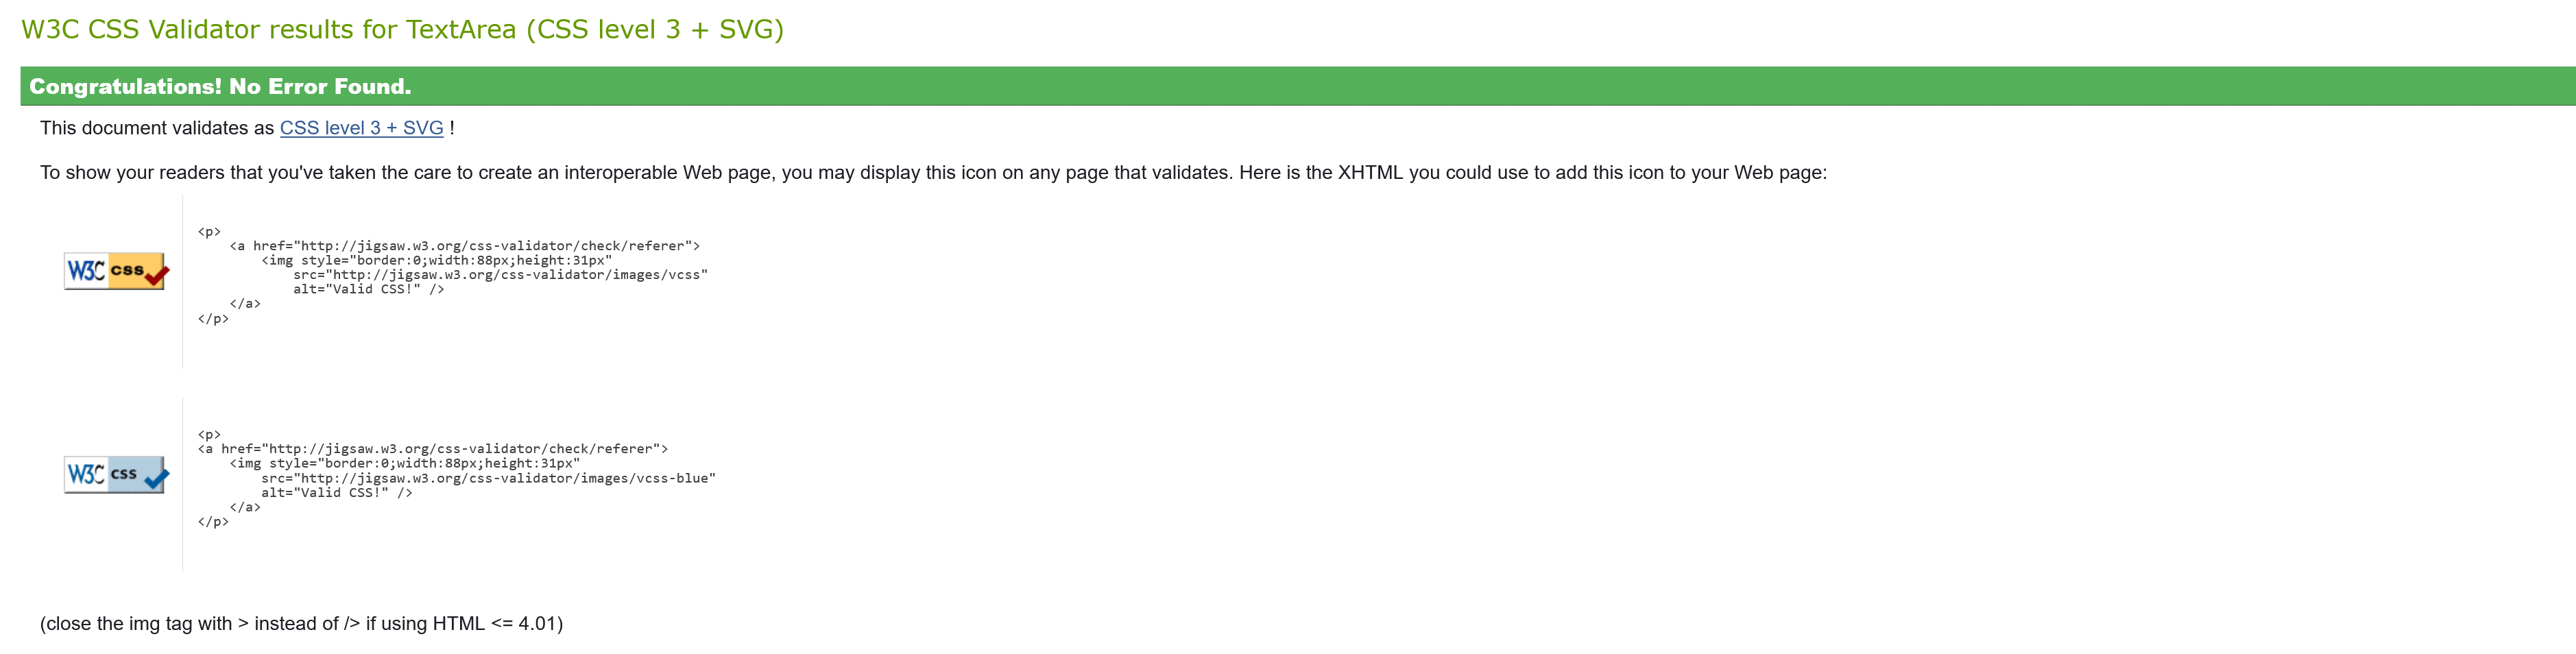 W3C CSS Validator results for TextArea (CSS level 3 + SVG)
Congratulations! No Error Found.
This document validates as CSS level 3 + SVG !
To show your readers that you've taken the care to create an interoperable Web page, you may display this icon on any page that validates. Here is the XHTML you could use to add this icon to your Web page:
W3C css
<p>
    <a href="http://jigsaw.w3.org/css-validator/check/referer">
        <img style="border:0;width:88px;height:31px"
            src="http://jigsaw.w3.org/css-validator/images/vcss"
            alt="Valid CSS!" />
    </a>
</p>
W3C css
<p>
<a href="http://jigsaw.w3.org/css-validator/check/referer">
    <img style="border:0;width:88px;height:31px"
        src="http://jigsaw.w3.org/css-validator/images/vcss-blue"
        alt="Valid CSS!" />
    </a>
</p>
(close the img tag with > instead of /> if using HTML <= 4.01)